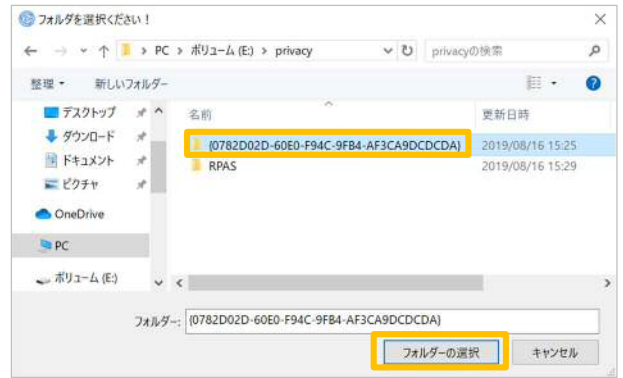 フォルダを選択ください！
PC > ボリューム (E:) > privacy
privacyの検索
整理
新しいフォルダー
名前
更新日時
デスクトップ
ダウンロード
ドキュメント
ピクチャ
OneDrive
PC
ボリューム (E:)
{0782D02D-60E0-F94C-9FB4-AF3CA9DCDCDA} 2019/08/16 15:25
RPAS 2019/08/16 15:29
フォルダー: {0782D02D-60E0-F94C-9FB4-AF3CA9DCDCDA}
フォルダーの選択
キャンセル